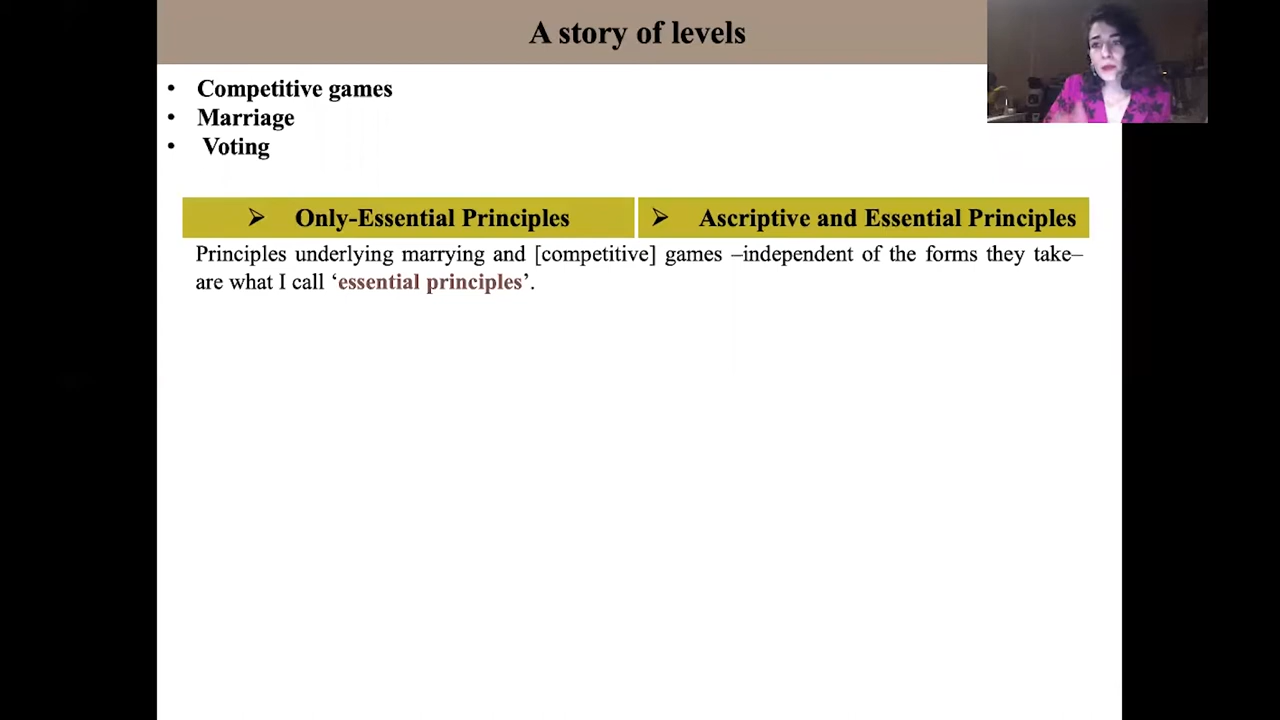 A story of levels
• Competitive games
• Marriage
• Voting
➢ Only-Essential Principles
➢ Ascriptive and Essential Principles
Principles underlying marrying and [competitive] games –independent of the forms they take–
are what I call ‘essential principles’.